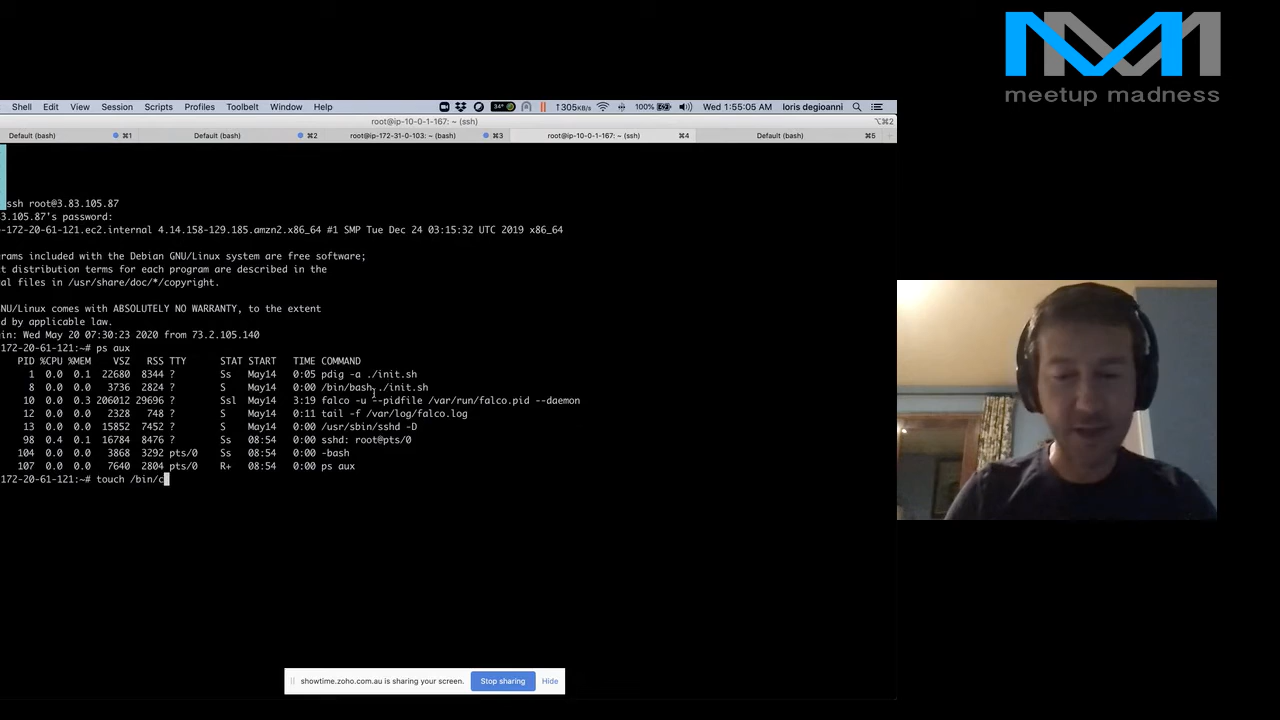 meetup madness
Shell Edit View Session Scripts Profiles Toolbelt Window Help 34° ↑305KB/s 100% Wed 1:55:05 AM loris degioanni
root@ip-10-0-1-167: ~ (ssh) ⌥⌘2
Default (bash) ⌘1 Default (bash) ⌘2 root@ip-172-31-0-103: ~ (bash) ⌘3 root@ip-10-0-1-167: ~ (ssh) ⌘4 Default (bash) ⌘5
ssh root@3.83.105.87
3.105.87's password:
-172-20-61-121.ec2.internal 4.14.158-129.185.amzn2.x86_64 #1 SMP Tue Dec 24 03:15:32 UTC 2019 x86_64
rams included with the Debian GNU/Linux system are free software;
t distribution terms for each program are described in the
al files in /usr/share/doc/*/copyright.
NU/Linux comes with ABSOLUTELY NO WARRANTY, to the extent
d by applicable law.
in: Wed May 20 07:30:23 2020 from 73.2.105.140
172-20-61-121:~# ps aux
PID %CPU %MEM VSZ RSS TTY STAT START TIME COMMAND
1 0.0 0.1 22680 8344 ? Ss May14 0:05 pdig -a ./init.sh
8 0.0 0.0 3736 2824 ? S May14 0:00 /bin/bash ./init.sh
10 0.0 0.3 206012 29696 ? Ssl May14 3:19 falco -u --pidfile /var/run/falco.pid --daemon
12 0.0 0.0 2328 748 ? S May14 0:11 tail -f /var/log/falco.log
13 0.0 0.0 15852 7452 ? S May14 0:00 /usr/sbin/sshd -D
98 0.4 0.1 16784 8476 ? Ss 08:54 0:00 sshd: root@pts/0
104 0.0 0.0 3868 3292 pts/0 Ss 08:54 0:00 -bash
107 0.0 0.0 7640 2804 pts/0 R+ 08:54 0:00 ps aux
172-20-61-121:~# touch /bin/c
showtime.zoho.com.au is sharing your screen. Stop sharing Hide